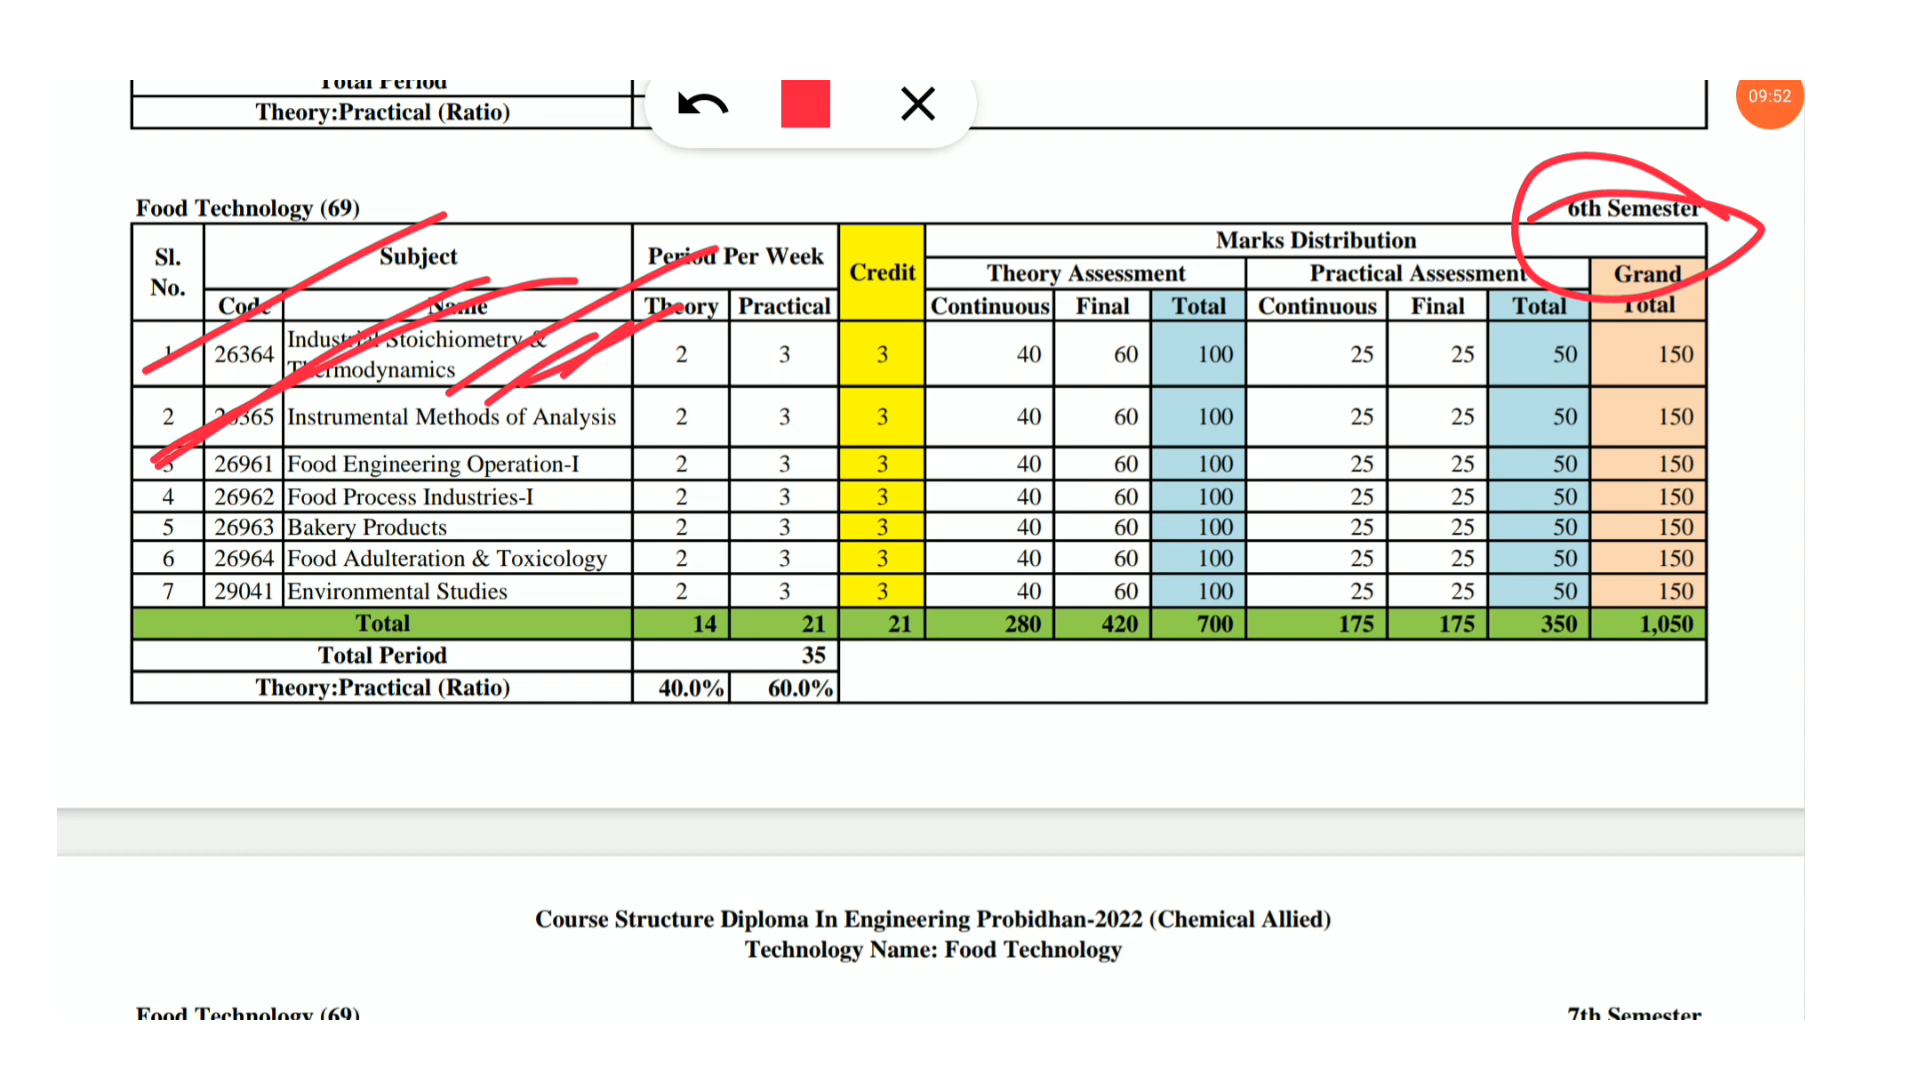 Total Period
Theory:Practical (Ratio)
09:52
Food Technology (69) 6th Semester
Sl. No. Subject Period Per Week Credit Marks Distribution
Theory Assessment Practical Assessment Grand Total
Code Name Theory Practical Continuous Final Total Continuous Final Total
1 26364 Industrial Stoichiometry & Thermodynamics 2 3 3 40 60 100 25 25 50 150
2 26365 Instrumental Methods of Analysis 2 3 3 40 60 100 25 25 50 150
3 26961 Food Engineering Operation-I 2 3 3 40 60 100 25 25 50 150
4 26962 Food Process Industries-I 2 3 3 40 60 100 25 25 50 150
5 26963 Bakery Products 2 3 3 40 60 100 25 25 50 150
6 26964 Food Adulteration & Toxicology 2 3 3 40 60 100 25 25 50 150
7 29041 Environmental Studies 2 3 3 40 60 100 25 25 50 150
Total 14 21 21 280 420 700 175 175 350 1,050
Total Period 35
Theory:Practical (Ratio) 40.0% 60.0%
Course Structure Diploma In Engineering Probidhan-2022 (Chemical Allied)
Technology Name: Food Technology
Food Technology (69) 7th Semester